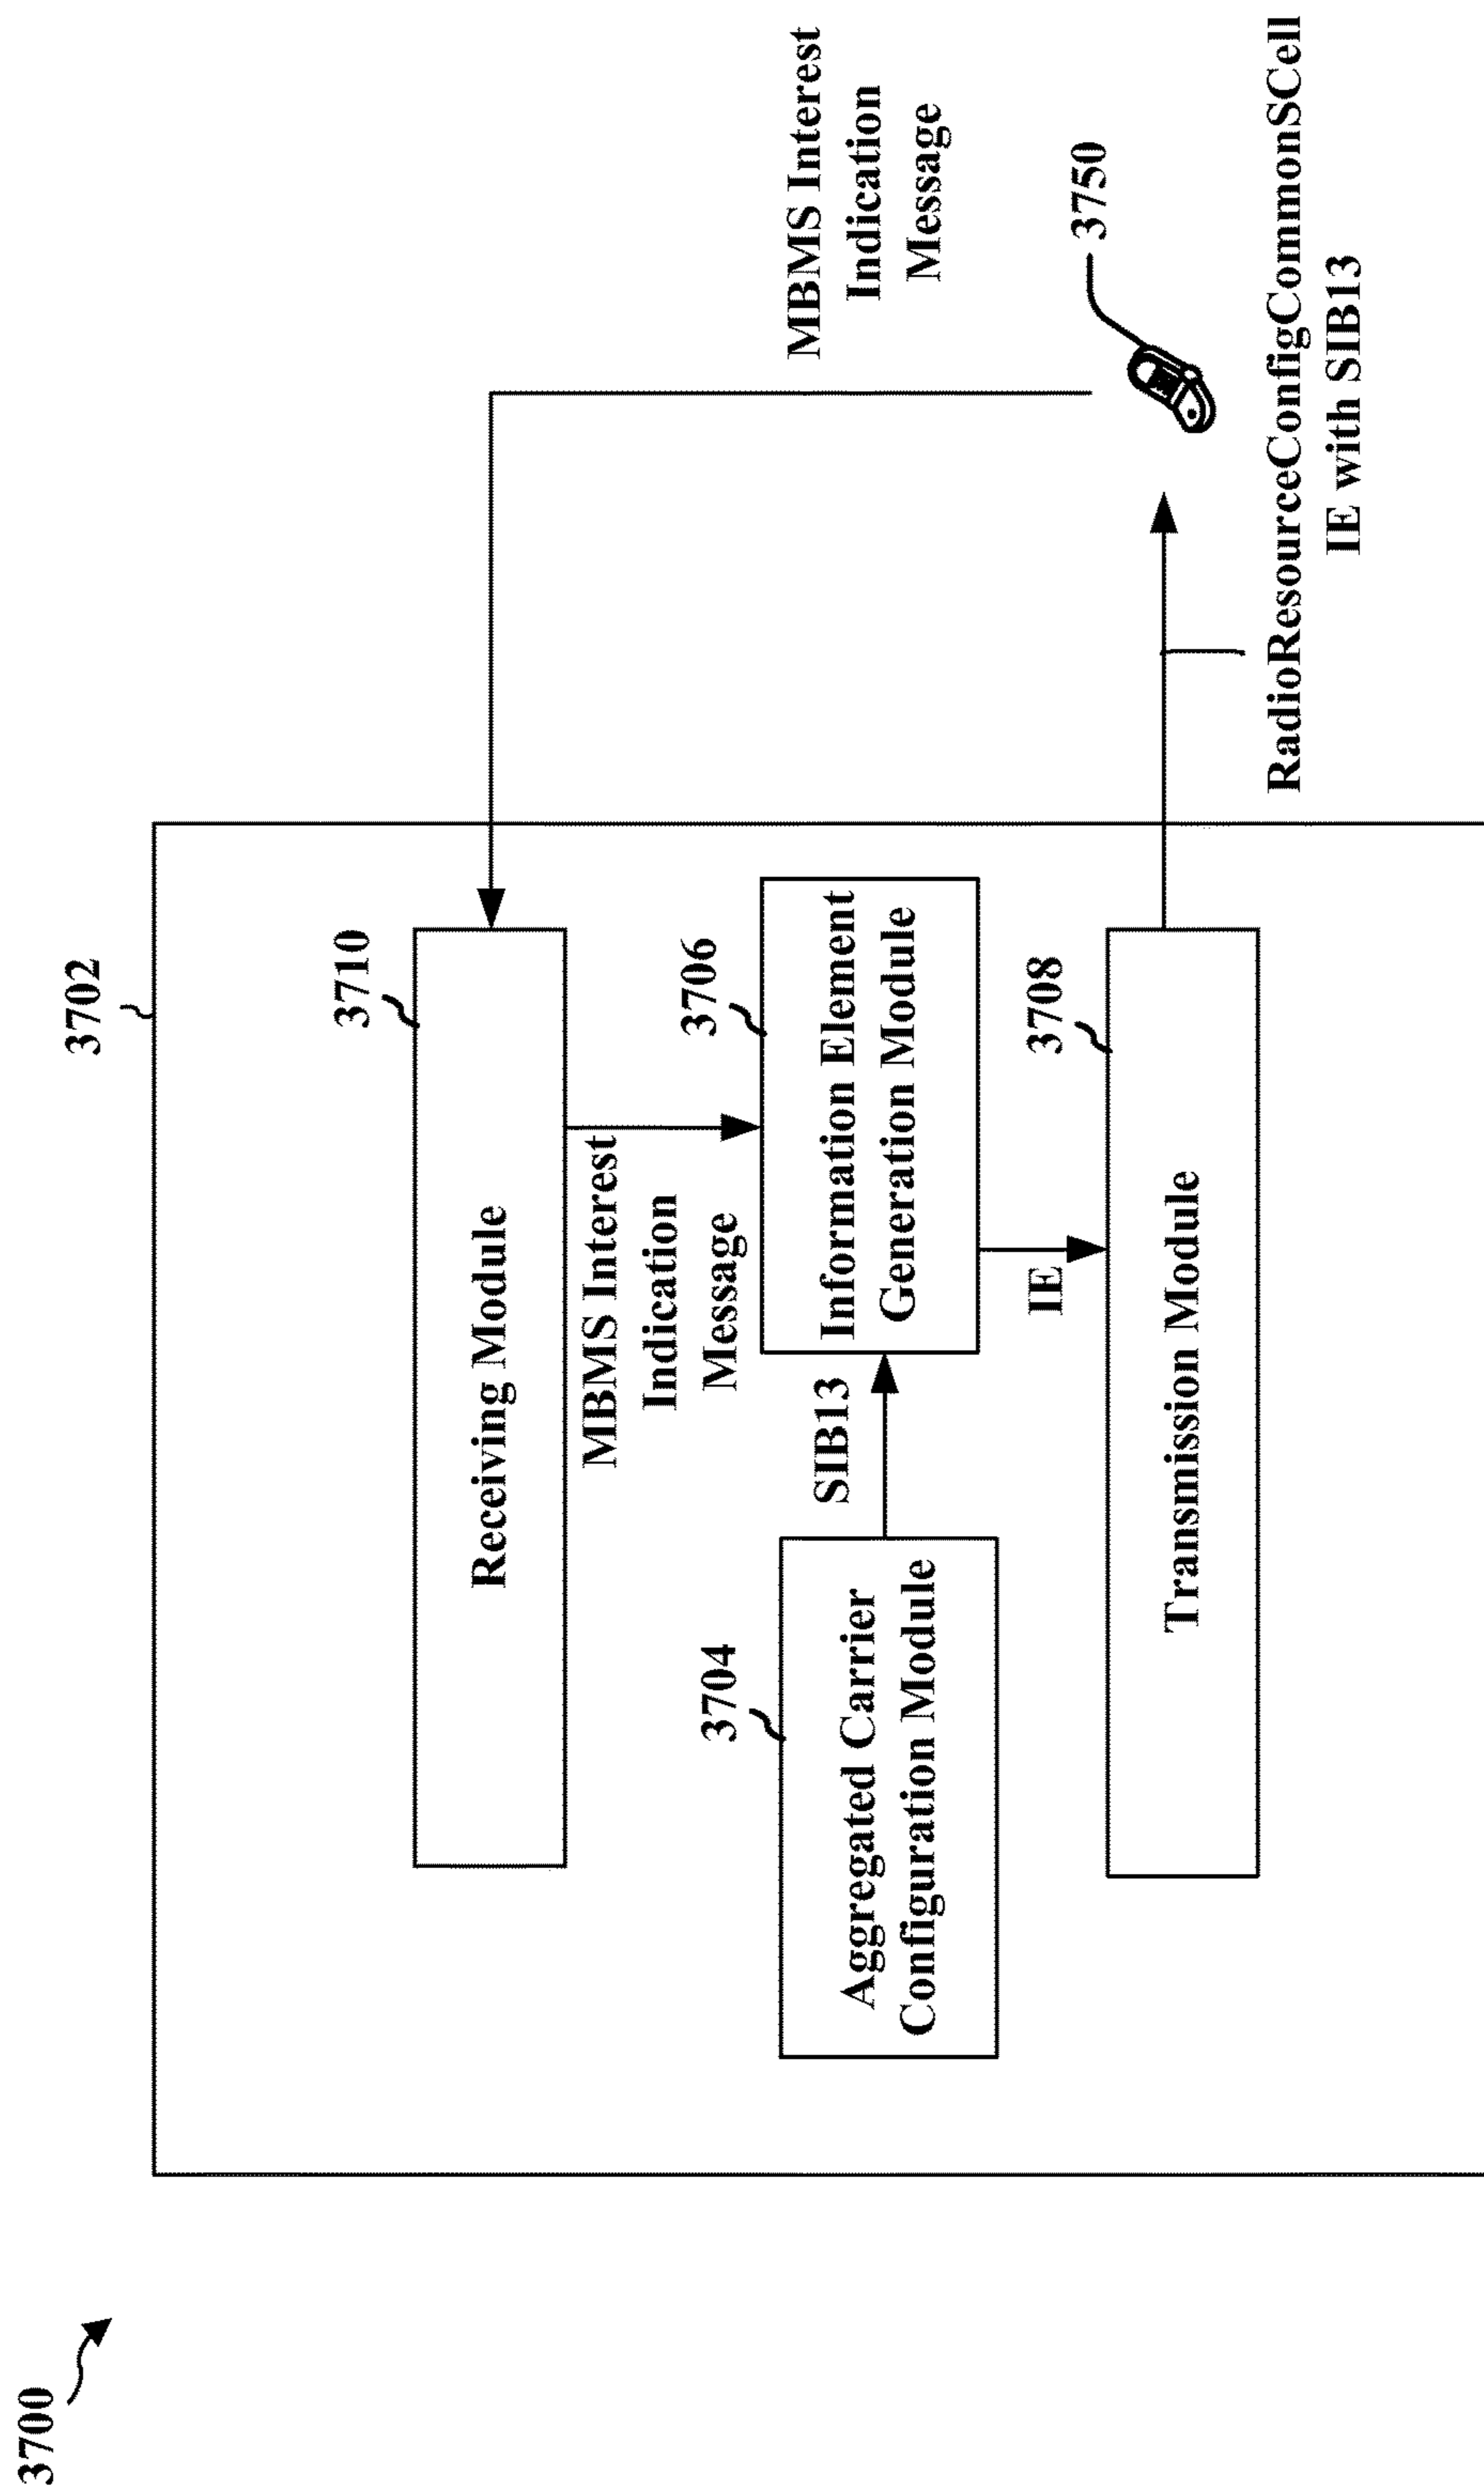 3700
3702
3710
Receiving Module
MBMS Interest
Indication
Message
MBMS Interest
Indication
Message
3704
Aggregated Carrier
Configuration Module
SIB13
3706
Information Element
Generation Module
IE
3708
Transmission Module
3750
RadioResourceConfigCommonSCell
IE with SIB13